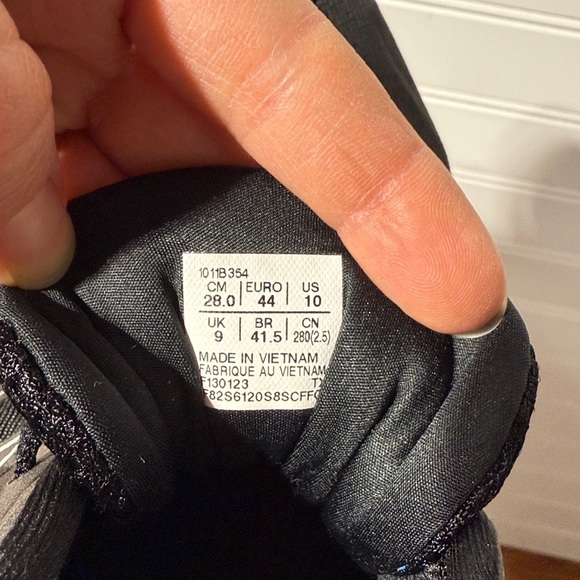 1011B354
CM | EURO | US
28.0 | 44 | 10
UK | BR | CN
9 | 41.5 | 280(2.5)
MADE IN VIETNAM
FABRIQUE AU VIETNAM
F130123 TX